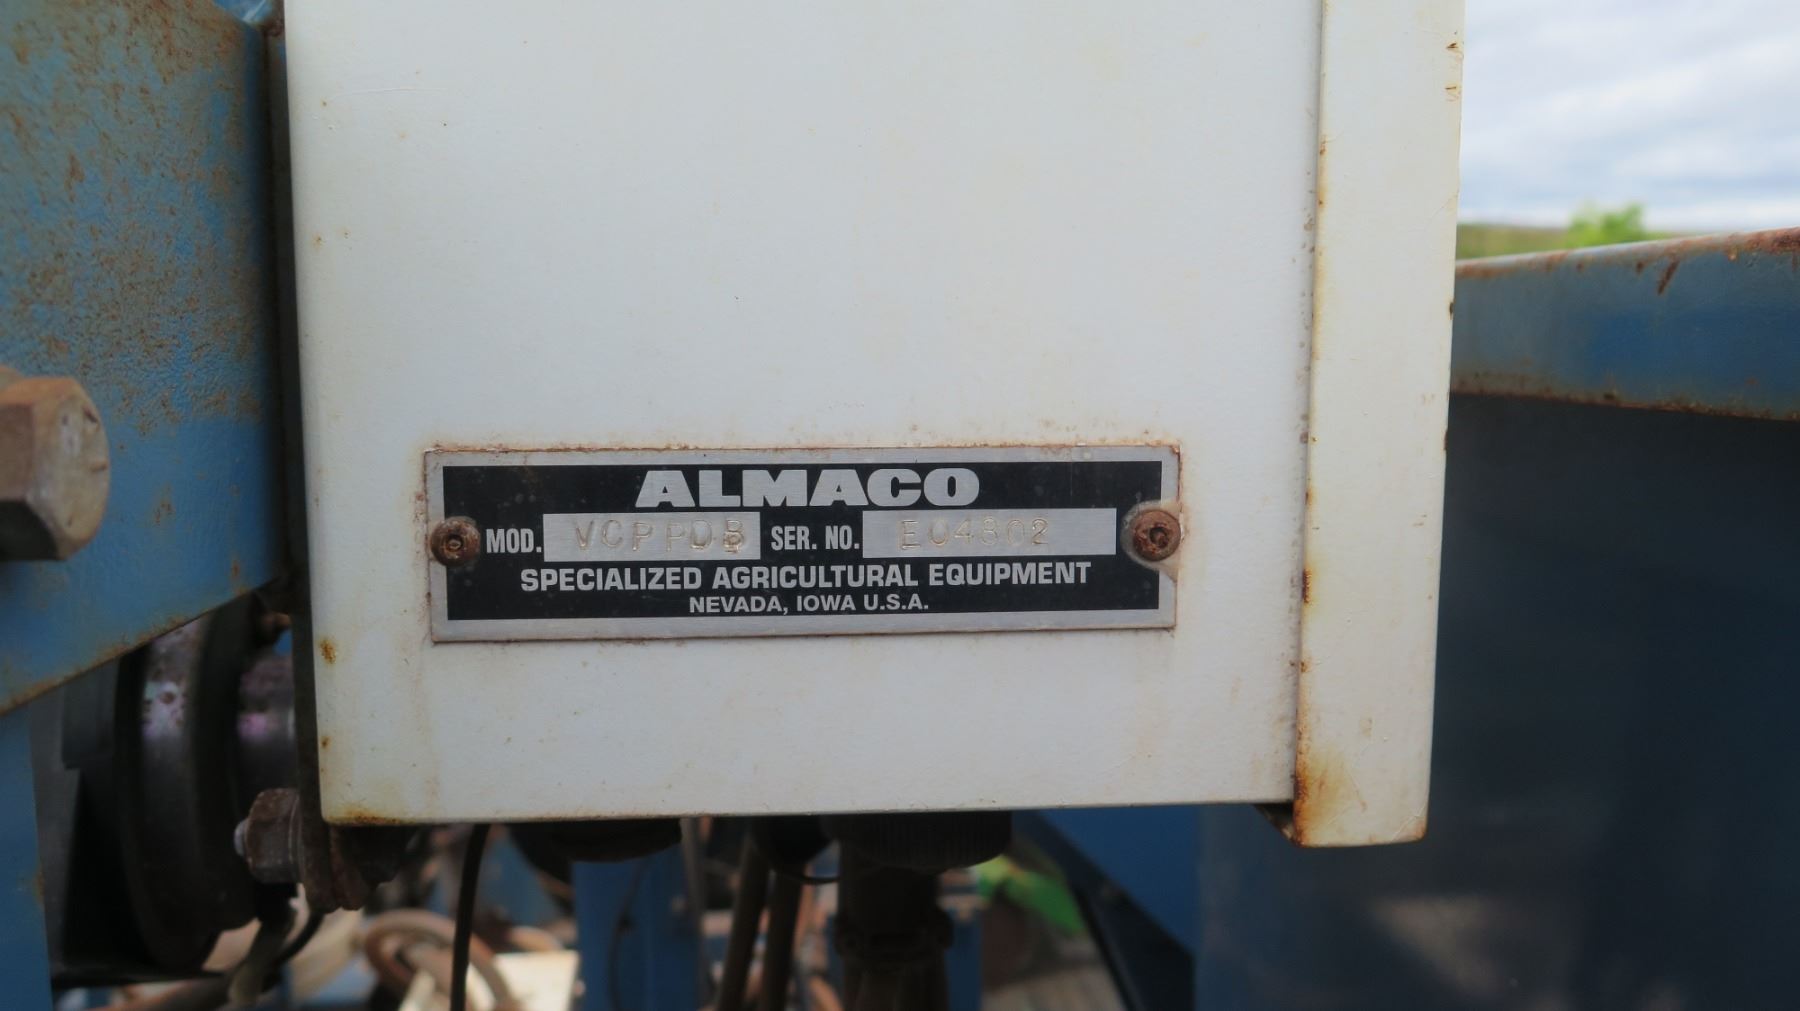 ALMACO
MOD. VCPPDB SER. NO. E04802
SPECIALIZED AGRICULTURAL EQUIPMENT
NEVADA, IOWA U.S.A.